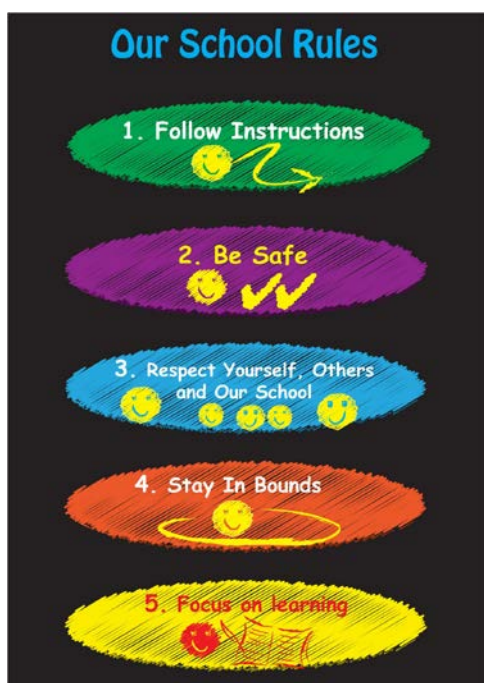 Our School Rules
1. Follow Instructions
2. Be Safe
3. Respect Yourself, Others
and Our School
4. Stay In Bounds
5. Focus on learning